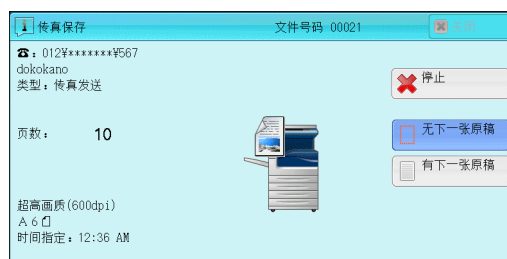 传真保存
文件号码 00021
☎：012¥*******¥567
dokokano
类型：传真发送
停止
页数： 10
无下一张原稿
有下一张原稿
超高画质(600dpi)
A6
时间指定：12:36 AM